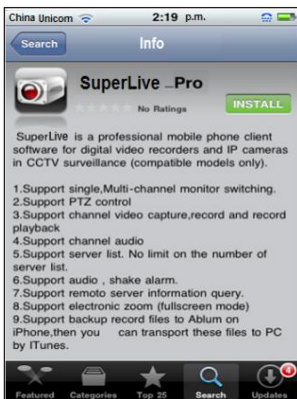 China Unicom 2:19 p.m.
Search Info
SuperLive - Pro
No Ratings INSTALL
SuperLive is a professional mobile phone client
software for digital video recorders and IP cameras
in CCTV surveillance (compatible models only).
1.Support single,Multi-channel monitor switching.
2.Support PTZ control
3.Support channel video capture,record and record
playback
4.Support channel audio
5.Support server list. No limit on the number of
server list.
6.Support audio , shake alarm.
7.Support remoto server information query.
8.Support electronic zoom (fullscreen mode)
9.Support backup record files to Ablum on
iPhone,then you can transport these files to PC
by ITunes.
4
Featured Categories Top 25 Search Updates